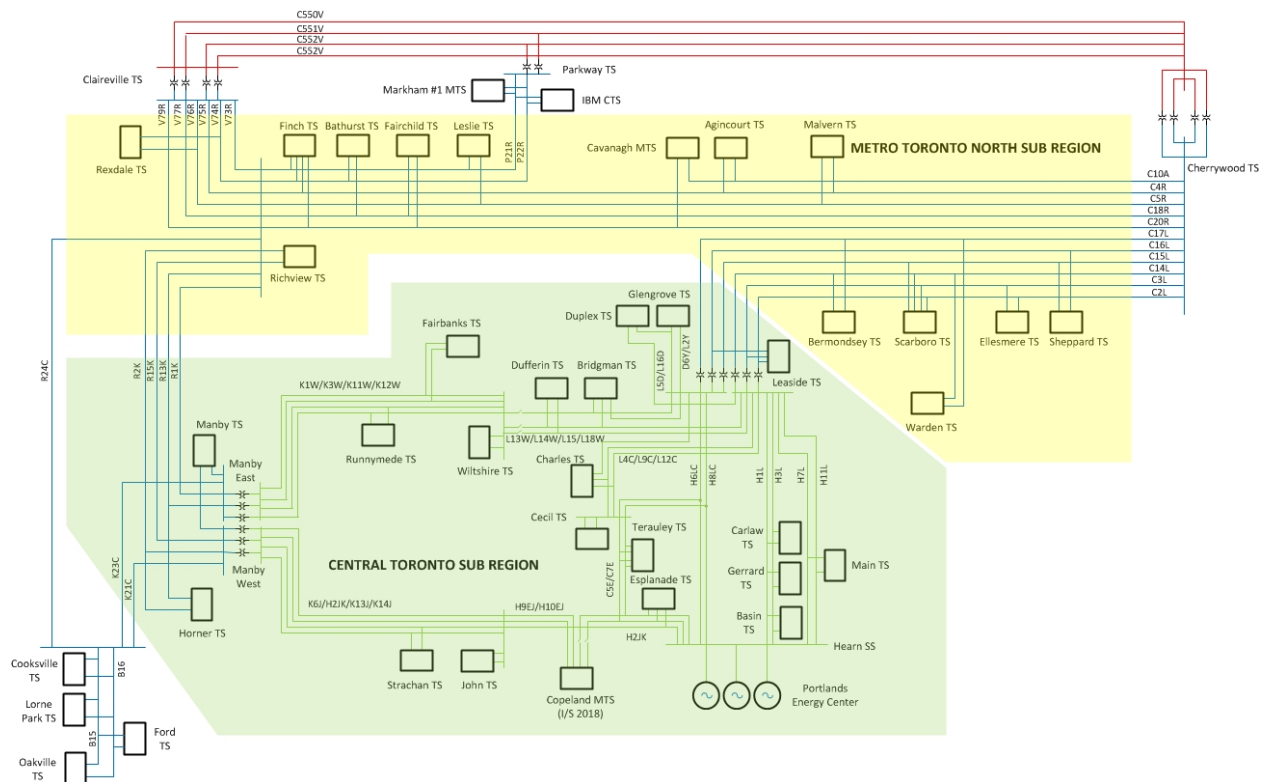 C550V
C551V
C552V
C552V
Claireville TS
Parkway TS
Markham #1 MTS
IBM CTS
V79R
V77R
V76R
V75R
V74R
V73R
P21R
P22R
Rexdale TS
Finch TS
Bathurst TS
Fairchild TS
Leslie TS
Cavanagh MTS
Agincourt TS
Malvern TS
METRO TORONTO NORTH SUB REGION
Cherrywood TS
C10A
C4R
C5R
C18R
C20R
C17L
C16L
C15L
C14L
C3L
C2L
Richview TS
R24C
R2K
R15K
R13K
R1K
Bermondsey TS
Scarboro TS
Ellesmere TS
Sheppard TS
Warden TS
Glengrove TS
Duplex TS
Fairbanks TS
L5D/L16D
D6Y/L2Y
Dufferin TS
Bridgman TS
Leaside TS
K1W/K3W/K11W/K12W
Manby TS
Runnymede TS
Wiltshire TS
L13W/L14W/L15/L18W
Charles TS
L4C/L9C/L12C
H6LC
H8LC
H1L
H3L
H7L
H11L
Manby
East
Cecil TS
Terauley TS
Carlaw
TS
CENTRAL TORONTO SUB REGION
Manby
West
C5E/C7E
Esplanade TS
Gerrard
TS
Main TS
K23C
K21C
Horner TS
K6J/H2JK/K13J/K14J
H9EJ/H10EJ
H2JK
Basin
TS
Hearn SS
Cooksville
TS
B16
Strachan TS
John TS
Copeland MTS
(I/S 2018)
Portlands
Energy Center
Lorne
Park TS
B15
Ford
TS
Oakville
TS